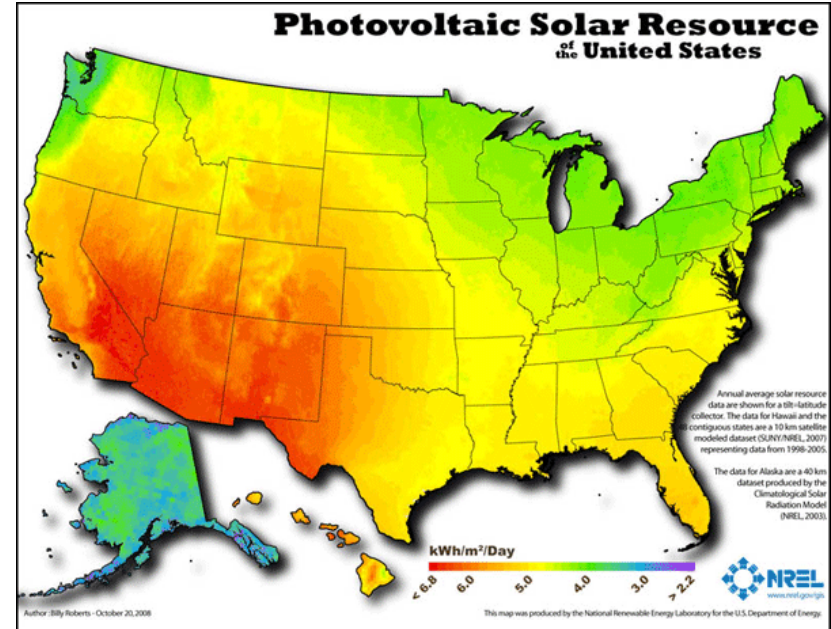 Photovoltaic Solar Resource
of the United States
Annual average solar resource
data are shown for a tilt=latitude
collector. The data for Hawaii and the
48 contiguous states are a 10 km satellite
modeled dataset (SUNY/NREL, 2007)
representing data from 1998-2005.
The data for Alaska are a 40 km
dataset produced by the
Climatological Solar
Radiation Model
(NREL, 2003).
kWh/m²/Day
< 6.8 6.0 5.0 4.0 3.0 > 2.2
NREL
www.nrel.gov/gis
Author : Billy Roberts - October 20, 2008
This map was produced by the National Renewable Energy Laboratory for the U.S. Department of Energy.